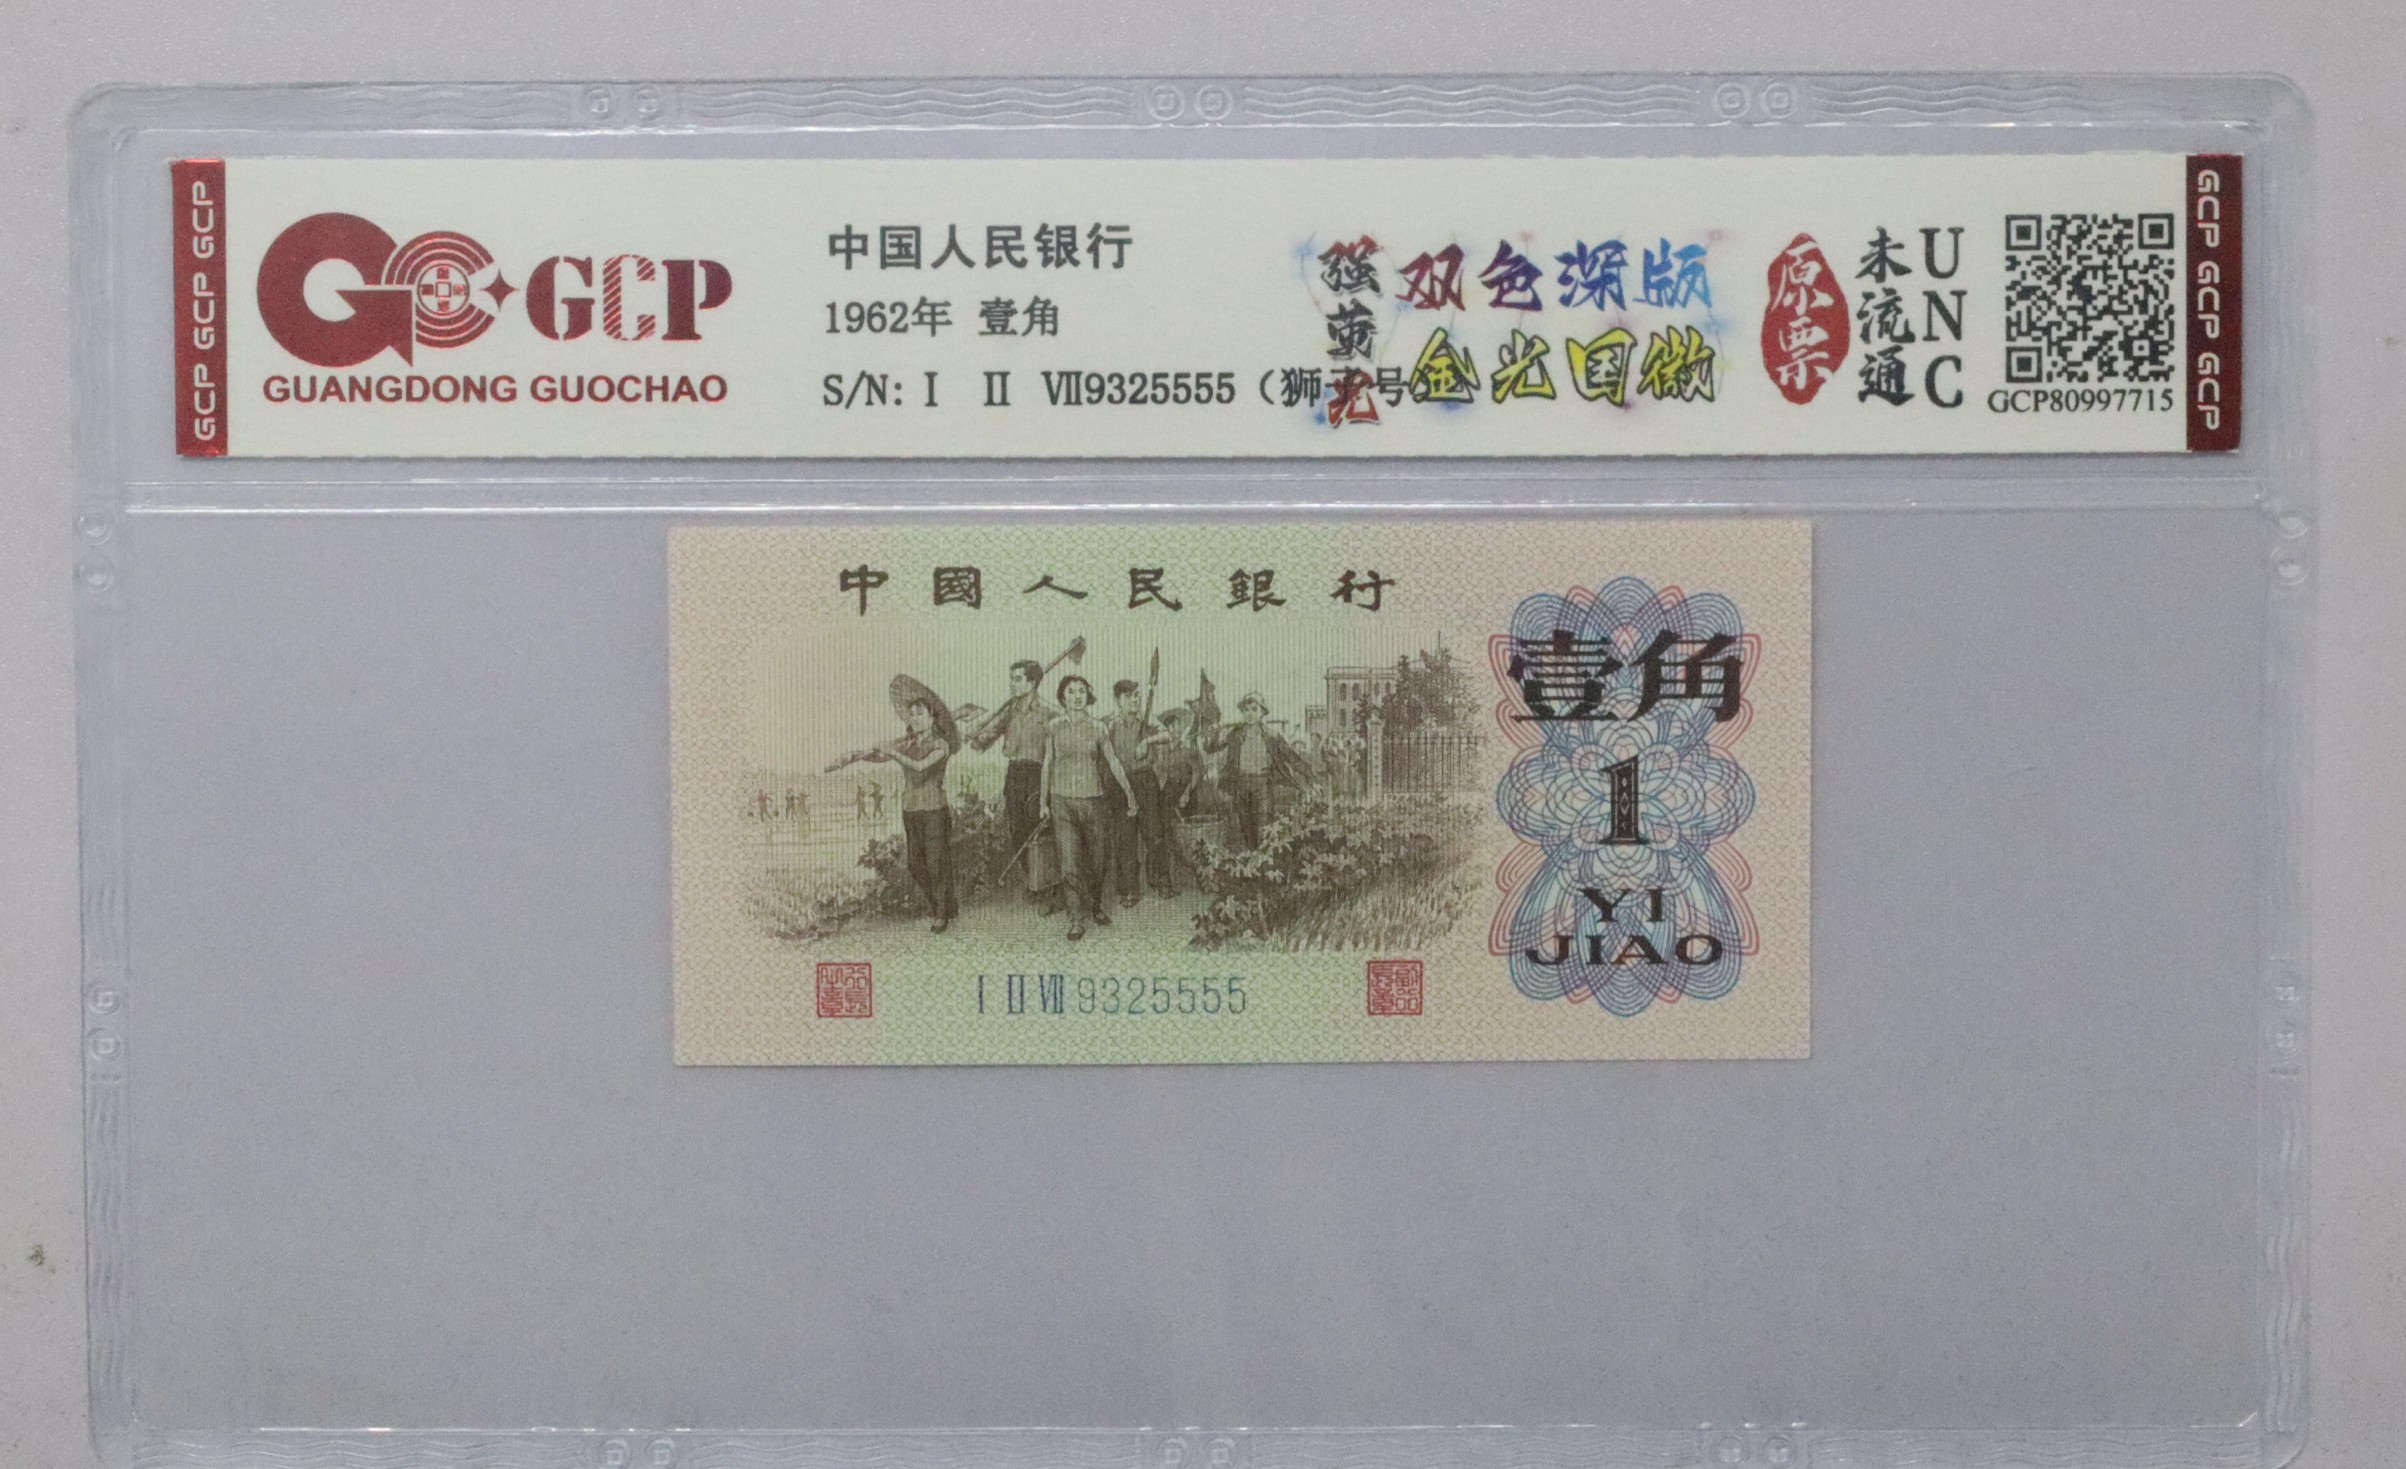 GCP GCP GCP
GCP
GUANGDONG GUOCHAO
中国人民银行
1962年 壹角
S/N: Ⅰ Ⅱ Ⅶ9325555（狮子号
强荧光
双色深版
金光国徽
原票
未流通
UNC
GCP80997715
GCP GCP GCP
中國人民銀行
壹角
1
YI
JIAO
Ⅰ Ⅱ Ⅶ 9325555